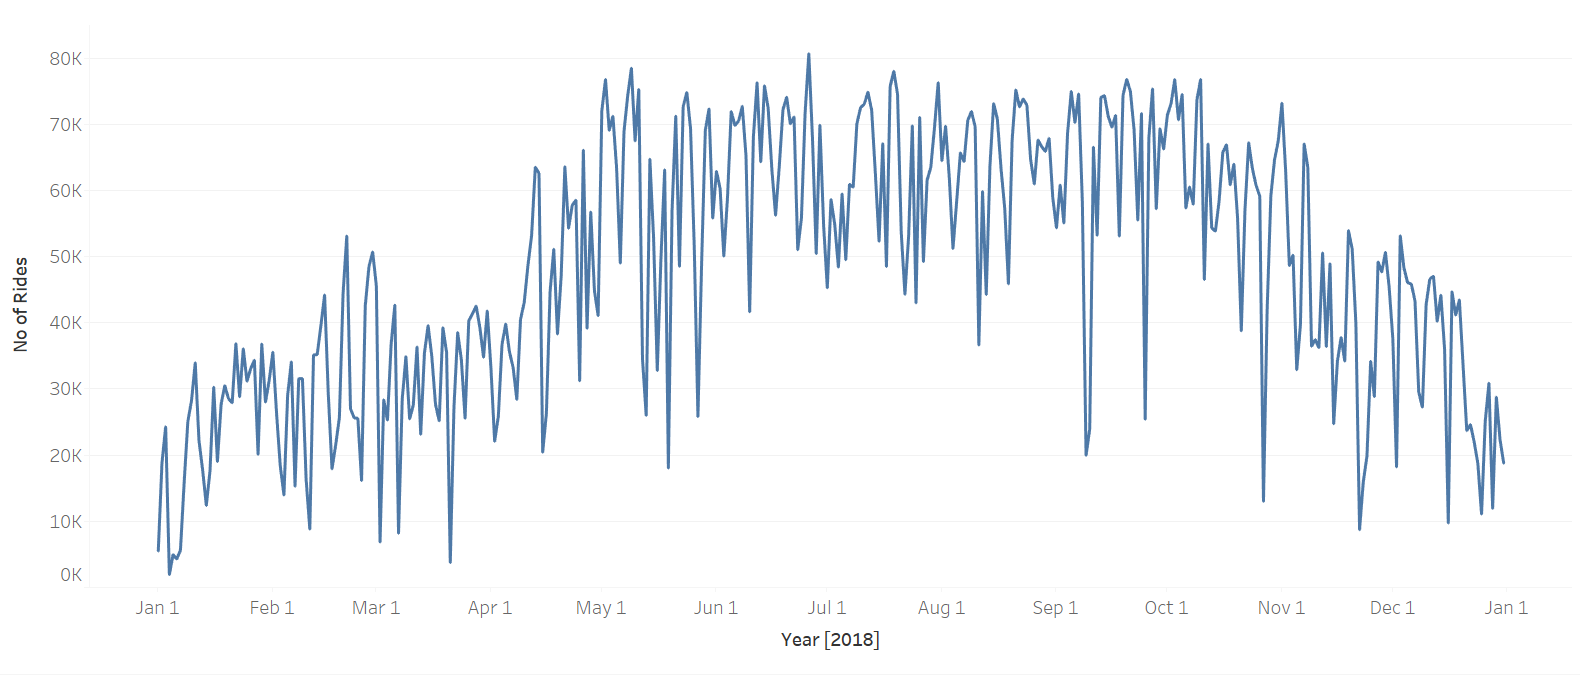 80K
70K
60K
50K
40K
30K
20K
10K
0K
No of Rides
Jan 1 Feb 1 Mar 1 Apr 1 May 1 Jun 1 Jul 1 Aug 1 Sep 1 Oct 1 Nov 1 Dec 1 Jan 1
Year [2018]